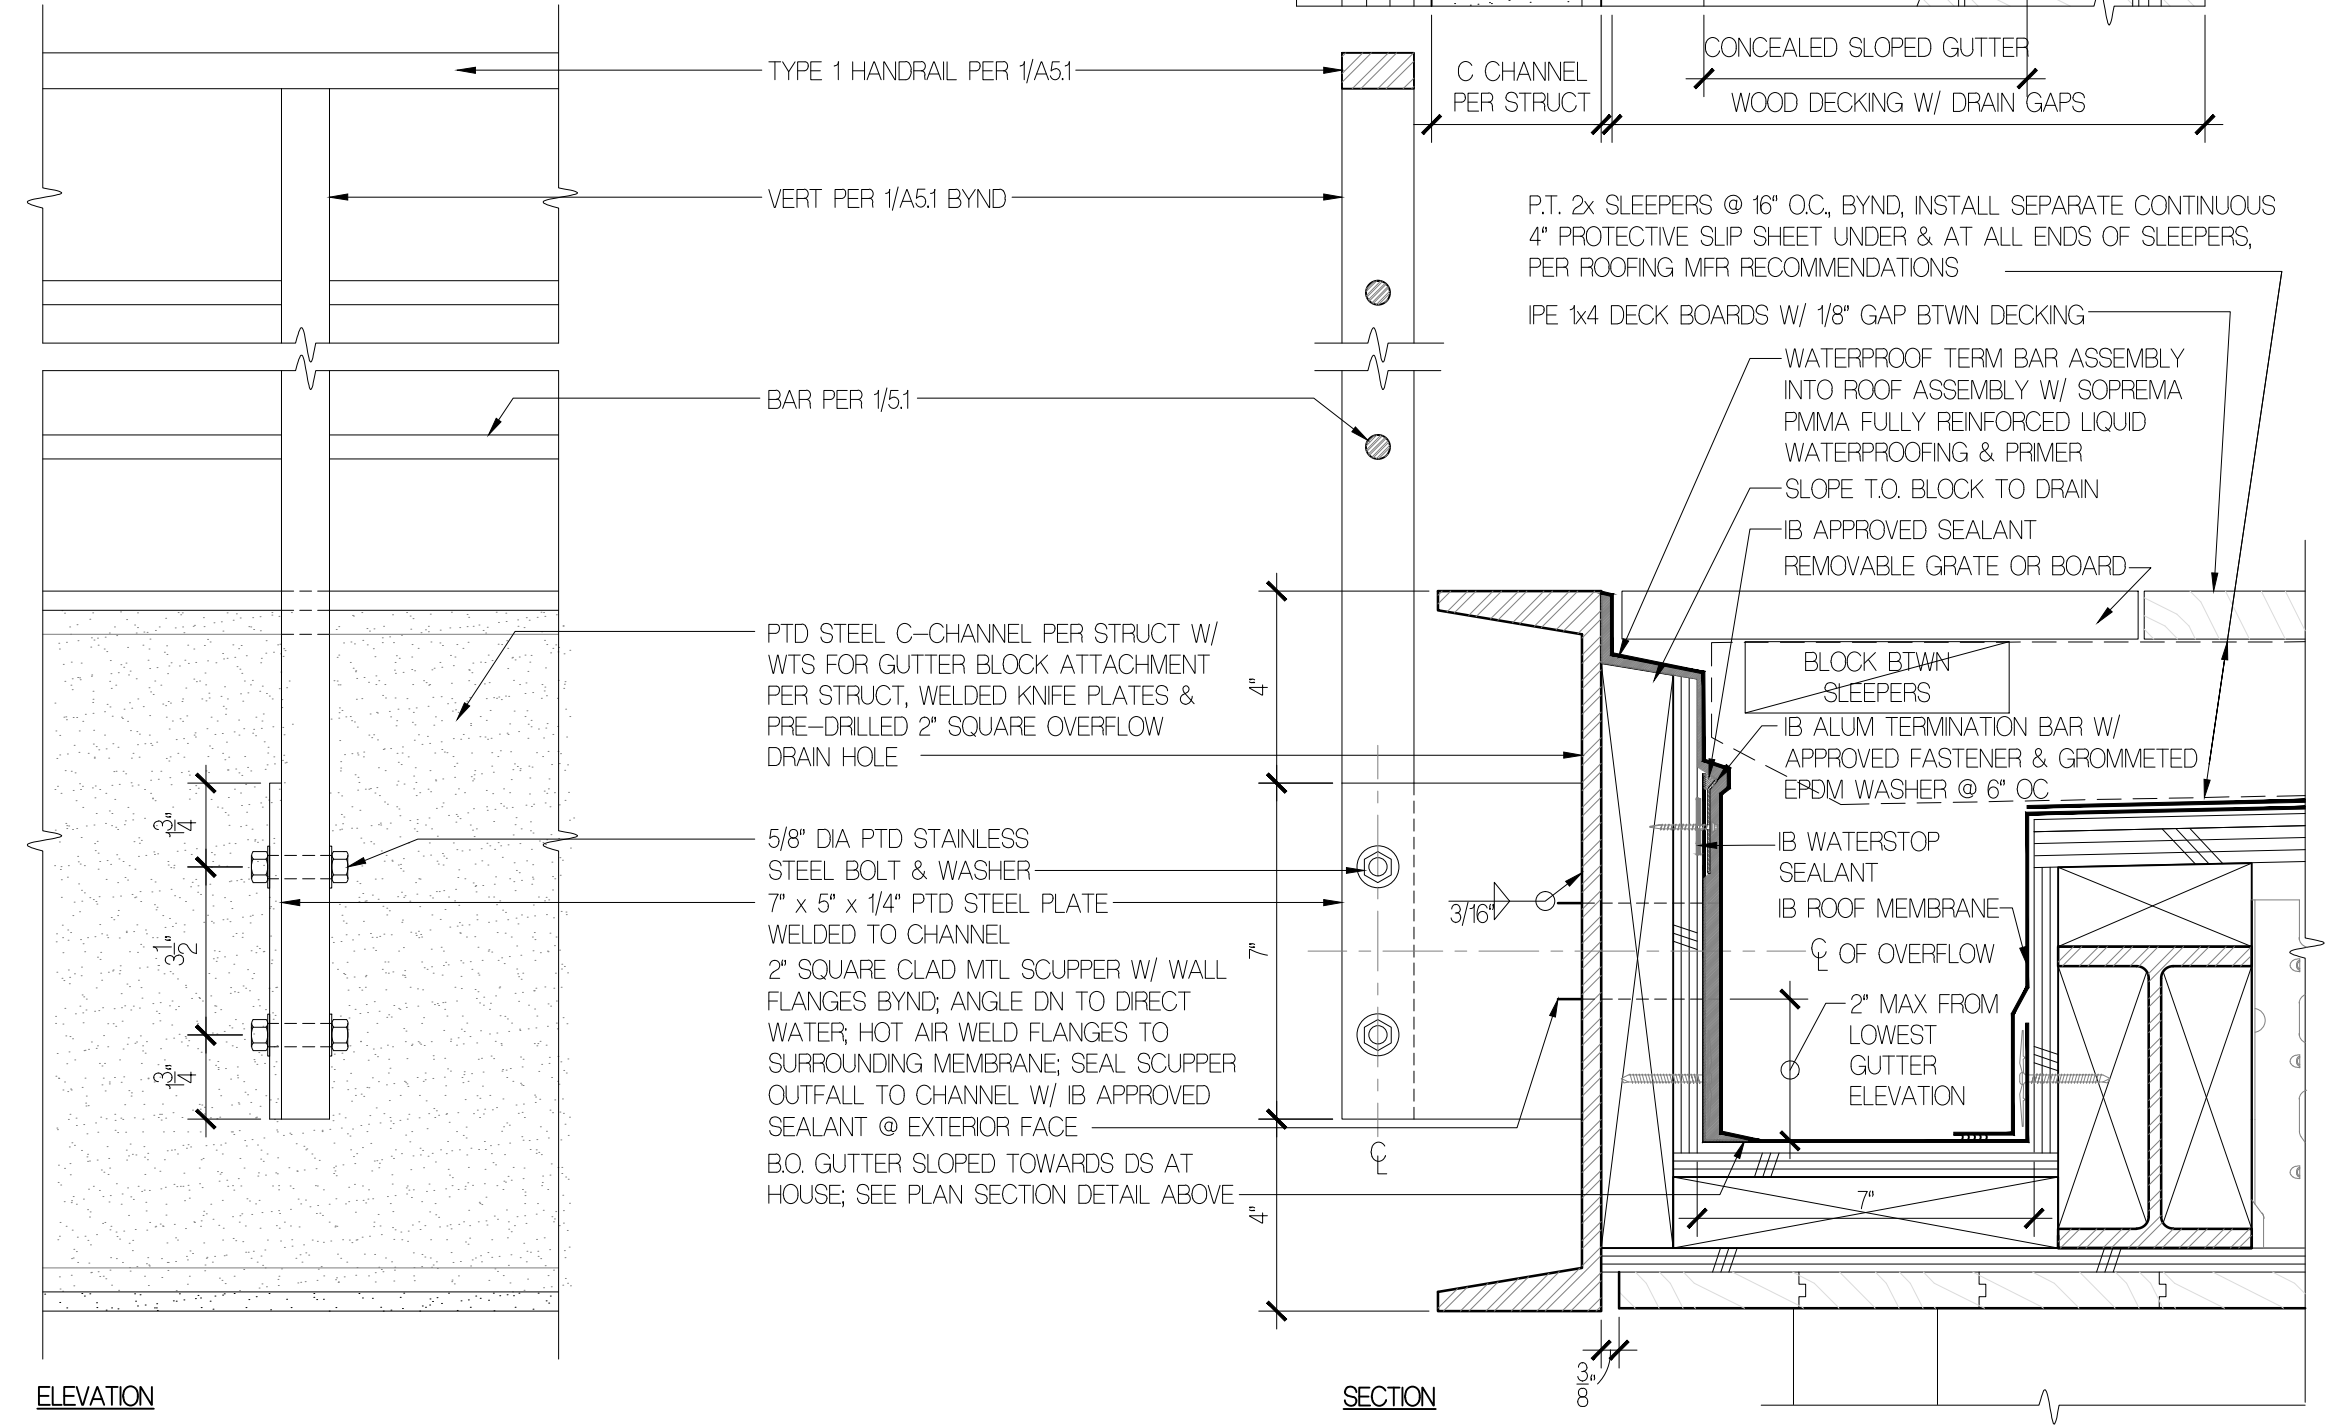 CONCEALED SLOPED GUTTER
C CHANNEL
PER STRUCT
WOOD DECKING W/ DRAIN GAPS
TYPE 1 HANDRAIL PER 1/A5.1
VERT PER 1/A5.1 BYND
BAR PER 1/5.1
P.T. 2x SLEEPERS @ 16" O.C., BYND, INSTALL SEPARATE CONTINUOUS
4" PROTECTIVE SLIP SHEET UNDER & AT ALL ENDS OF SLEEPERS,
PER ROOFING MFR RECOMMENDATIONS
IPE 1x4 DECK BOARDS W/ 1/8" GAP BTWN DECKING
WATERPROOF TERM BAR ASSEMBLY
INTO ROOF ASSEMBLY W/ SOPREMA
PMMA FULLY REINFORCED LIQUID
WATERPROOFING & PRIMER
SLOPE T.O. BLOCK TO DRAIN
IB APPROVED SEALANT
REMOVABLE GRATE OR BOARD
BLOCK BTWN
SLEEPERS
IB ALUM TERMINATION BAR W/
APPROVED FASTENER & GROMMETED
EPDM WASHER @ 6" OC
IB WATERSTOP
SEALANT
IB ROOF MEMBRANE
℄ OF OVERFLOW
2" MAX FROM
LOWEST
GUTTER
ELEVATION
PTD STEEL C-CHANNEL PER STRUCT W/
WTS FOR GUTTER BLOCK ATTACHMENT
PER STRUCT, WELDED KNIFE PLATES &
PRE-DRILLED 2" SQUARE OVERFLOW
DRAIN HOLE
5/8" DIA PTD STAINLESS
STEEL BOLT & WASHER
7" x 5" x 1/4" PTD STEEL PLATE
WELDED TO CHANNEL
2" SQUARE CLAD MTL SCUPPER W/ WALL
FLANGES BYND; ANGLE DN TO DIRECT
WATER; HOT AIR WELD FLANGES TO
SURROUNDING MEMBRANE; SEAL SCUPPER
OUTFALL TO CHANNEL W/ IB APPROVED
SEALANT @ EXTERIOR FACE
B.O. GUTTER SLOPED TOWARDS DS AT
HOUSE; SEE PLAN SECTION DETAIL ABOVE
4"
7"
4"
3/16"
℄
7"
3/8"
3 1/2"
ELEVATION
SECTION